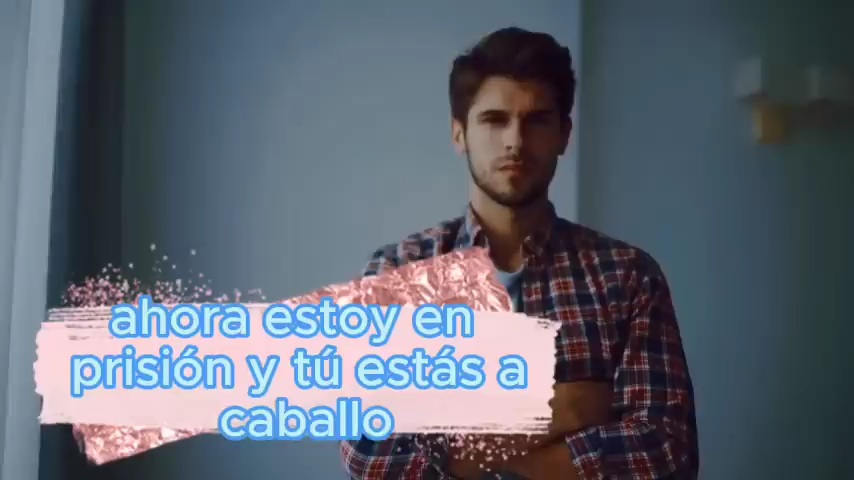 ahora estoy en
prisión y tú estás a
caballo